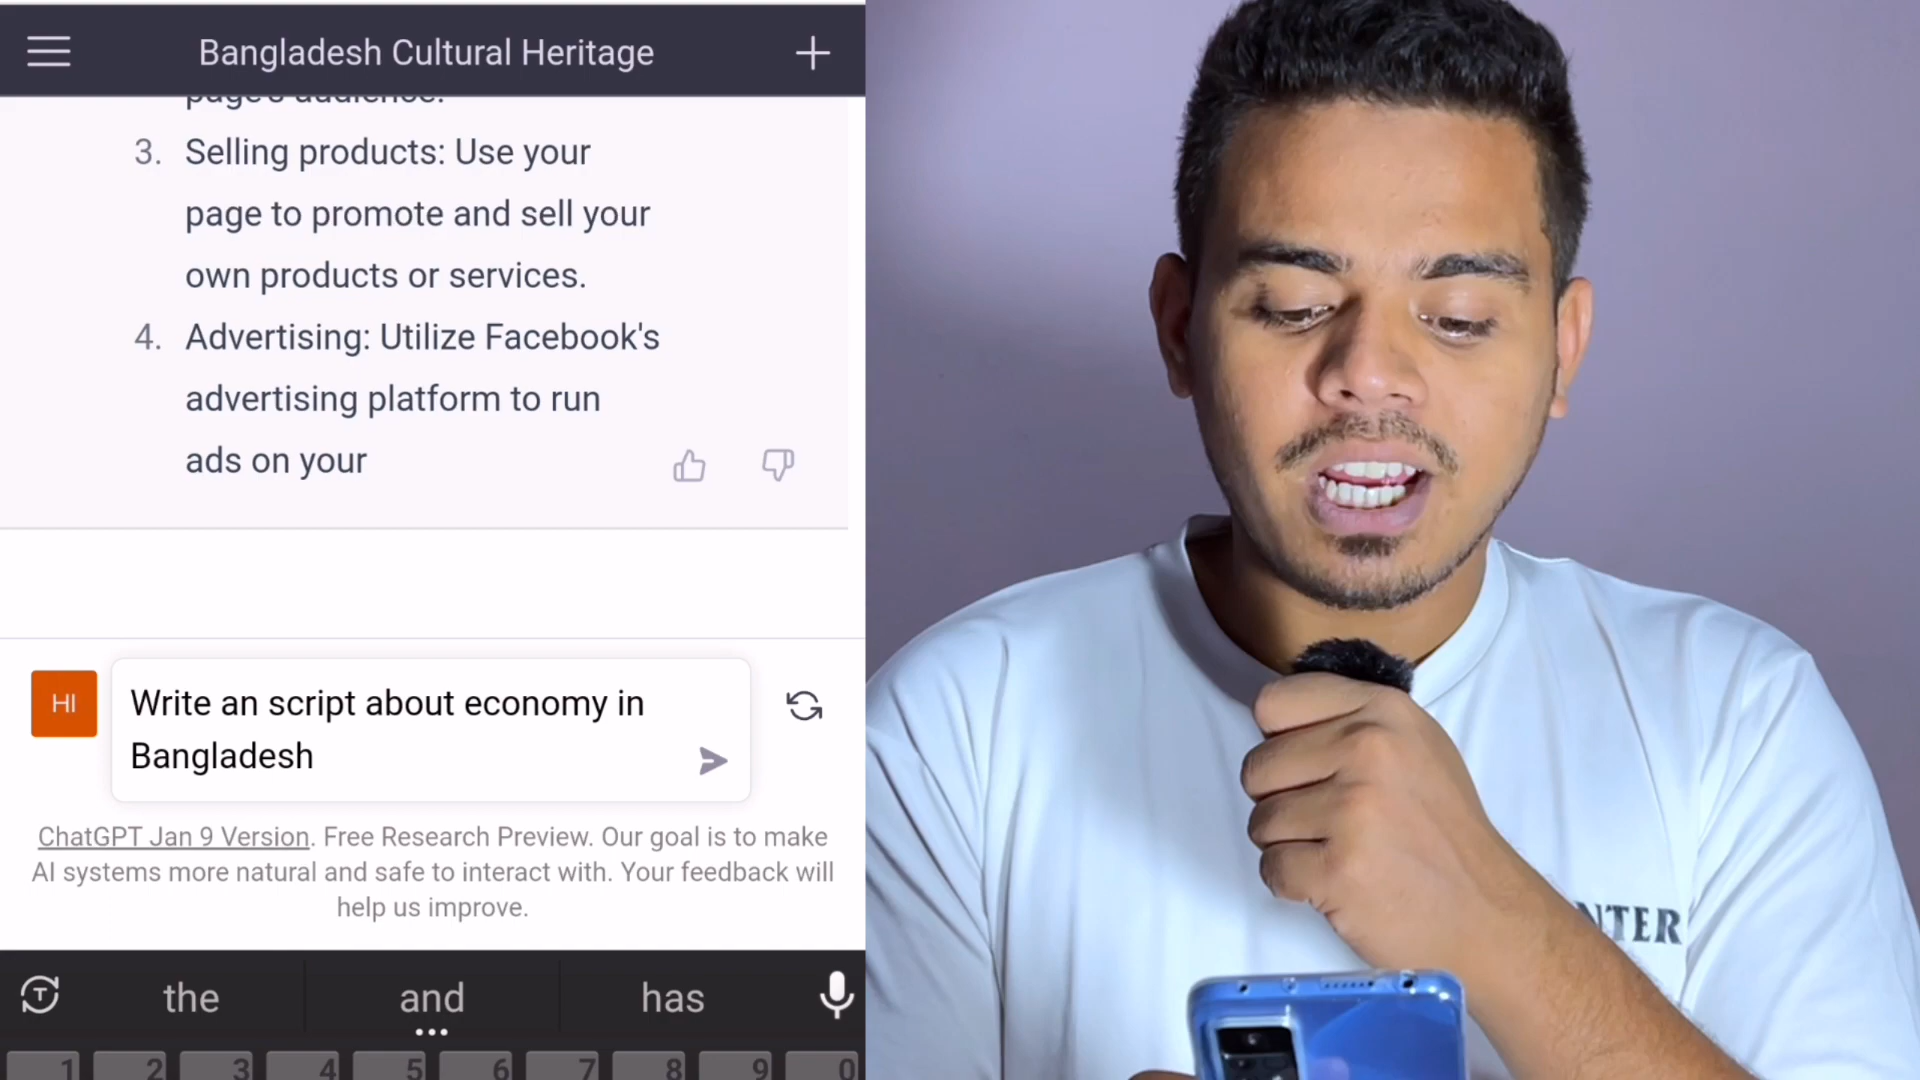 Bangladesh Cultural Heritage
page's audience.
3. Selling products: Use your
page to promote and sell your
own products or services.
4. Advertising: Utilize Facebook's
advertising platform to run
ads on your
HI
Write an script about economy in
Bangladesh
ChatGPT Jan 9 Version. Free Research Preview. Our goal is to make
AI systems more natural and safe to interact with. Your feedback will
help us improve.
T
the and has
1 2 3 4 5 6 7 8 9 0
NTER